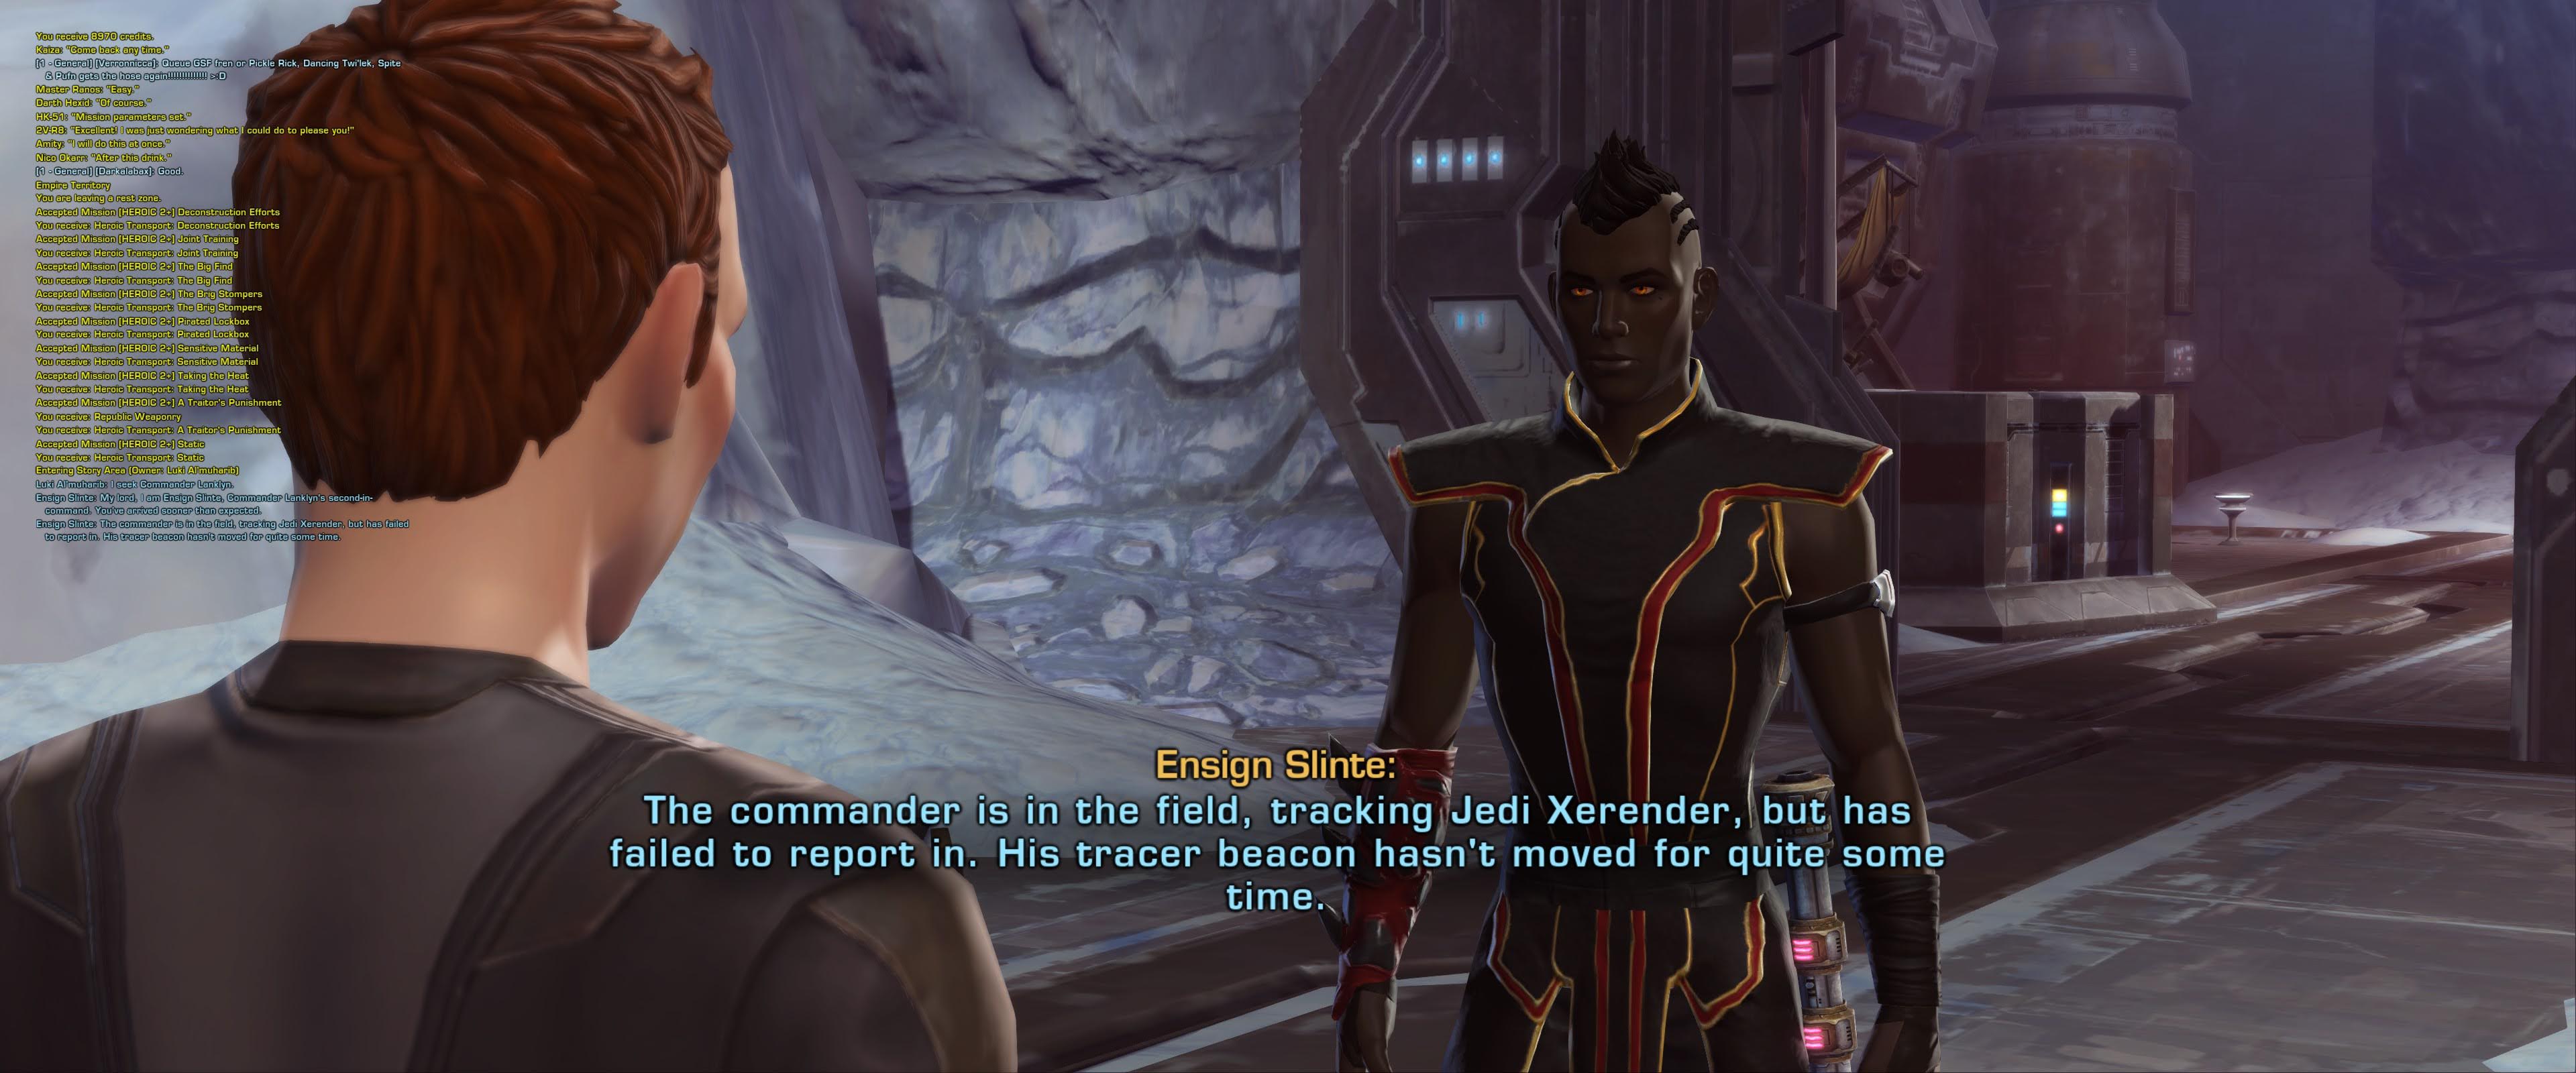 You receive 8970 credits.
Kaiza: "Come back any time."
[1 - General] [Verronnicca]: Queue GSF fren or Pickle Rick, Dancing Twi'lek, Spite
& Pufn gets the hose again!!!!!!!!!!!!!! >:D
Master Ranos: "Easy."
Darth Hexid: "Of course."
HK-51: "Mission parameters set."
2V-R8: "Excellent! I was just wondering what I could do to please you!"
Amity: "I will do this at once."
Nico Okarr: "After this drink."
[1 - General] [Darkalabax]: Good.
Empire Territory
You are leaving a rest zone.
Accepted Mission [HEROIC 2+] Deconstruction Efforts
You receive: Heroic Transport: Deconstruction Efforts
Accepted Mission [HEROIC 2+] Joint Training
You receive: Heroic Transport: Joint Training
Accepted Mission [HEROIC 2+] The Big Find
You receive: Heroic Transport: The Big Find
Accepted Mission [HEROIC 2+] The Brig Stompers
You receive: Heroic Transport: The Brig Stompers
Accepted Mission [HEROIC 2+] Pirated Lockbox
You receive: Heroic Transport: Pirated Lockbox
Accepted Mission [HEROIC 2+] Sensitive Material
You receive: Heroic Transport: Sensitive Material
Accepted Mission [HEROIC 2+] Taking the Heat
You receive: Heroic Transport: Taking the Heat
Accepted Mission [HEROIC 2+] A Traitor's Punishment
You receive: Republic Weaponry
You receive: Heroic Transport: A Traitor's Punishment
Accepted Mission [HEROIC 2+] Static
You receive: Heroic Transport: Static
Entering Story Area (Owner: Luki Al'muharib)
Luki Al'muharib: I seek Commander Lanklyn.
Ensign Slinte: My lord, I am Ensign Slinte, Commander Lanklyn's second-in-
command. You've arrived sooner than expected.
Ensign Slinte: The commander is in the field, tracking Jedi Xerender, but has failed
to report in. His tracer beacon hasn't moved for quite some time.
Ensign Slinte:
The commander is in the field, tracking Jedi Xerender, but has
failed to report in. His tracer beacon hasn't moved for quite some
time.